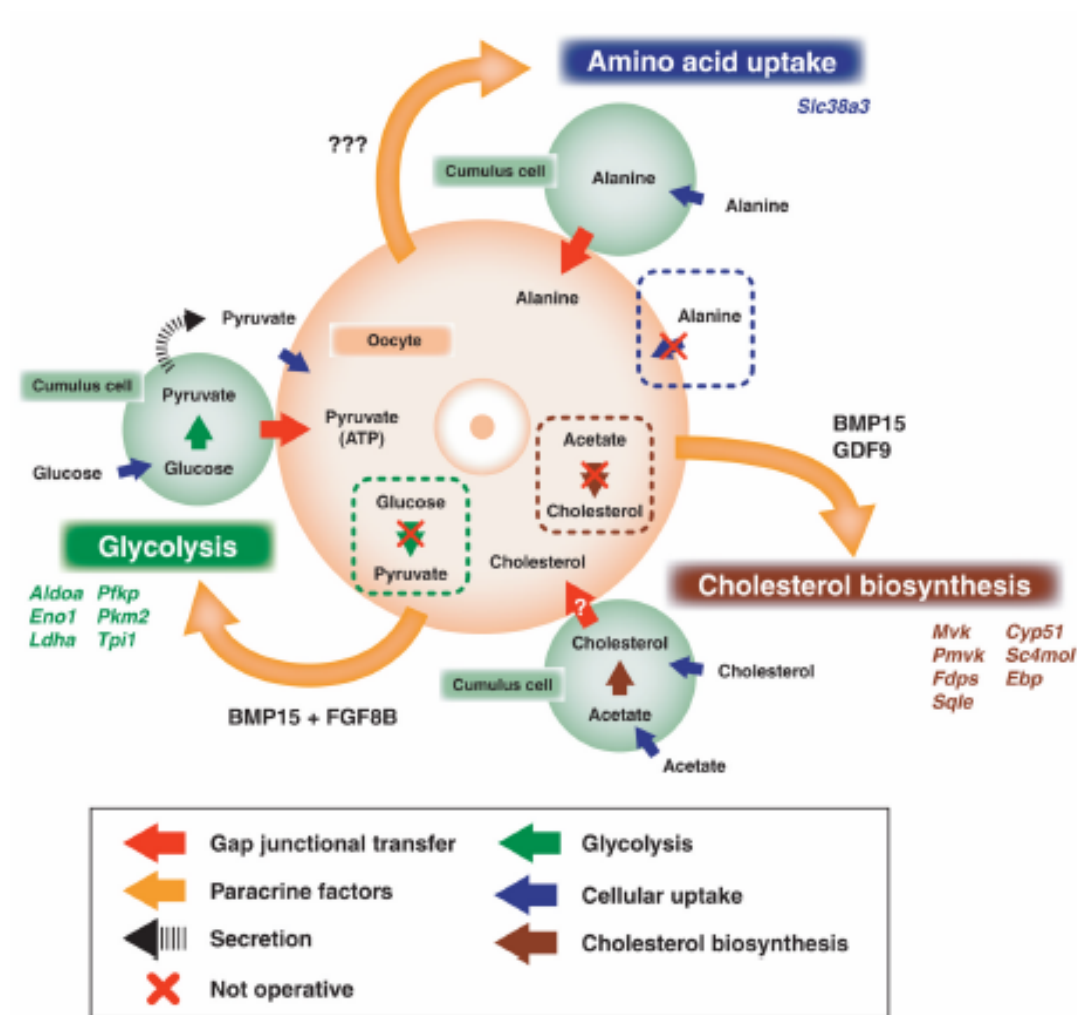 Amino acid uptake
Slc38a3
???
Cumulus cell
Alanine
Alanine
Alanine
Alanine
Pyruvate
Oocyte
Cumulus cell
Pyruvate
Glucose
Glucose
Pyruvate
(ATP)
Acetate
Cholesterol
BMP15
GDF9
Glucose
Pyruvate
Glycolysis
Aldoa Pfkp
Eno1 Pkm2
Ldha Tpi1
Cholesterol
Cholesterol biosynthesis
Mvk Cyp51
Pmvk Sc4mol
Fdps Ebp
Sqle
?
Cholesterol
Cumulus cell
Acetate
Cholesterol
Acetate
BMP15 + FGF8B
Gap junctional transfer
Paracrine factors
Secretion
Not operative
Glycolysis
Cellular uptake
Cholesterol biosynthesis